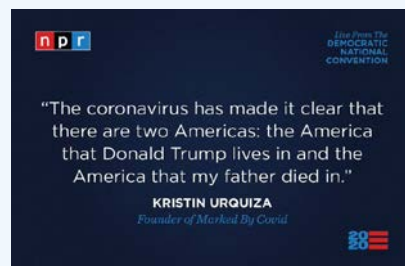 npr
Live From The
DEMOCRATIC
NATIONAL
CONVENTION
“The coronavirus has made it clear that
there are two Americas: the America
that Donald Trump lives in and the
America that my father died in.”
KRISTIN URQUIZA
Founder of Marked By Covid
20
20